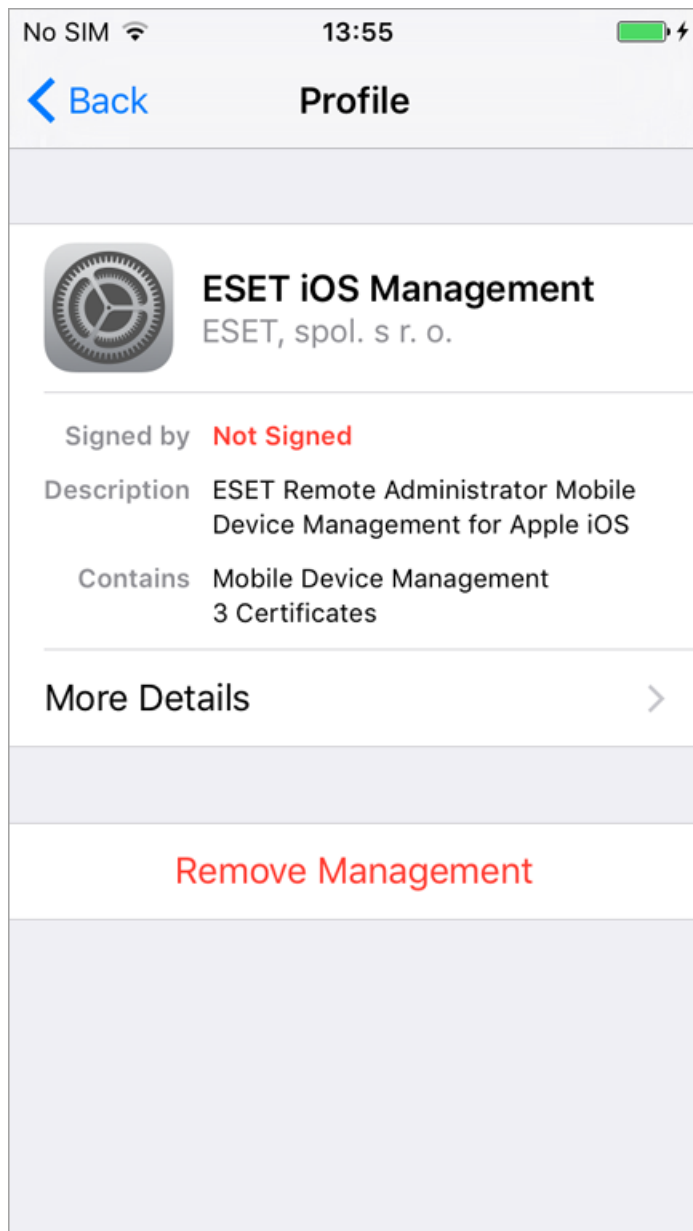 No SIM 13:55
Back Profile
ESET iOS Management
ESET, spol. s r. o.
Signed by Not Signed
Description ESET Remote Administrator Mobile
Device Management for Apple iOS
Contains Mobile Device Management
3 Certificates
More Details
Remove Management